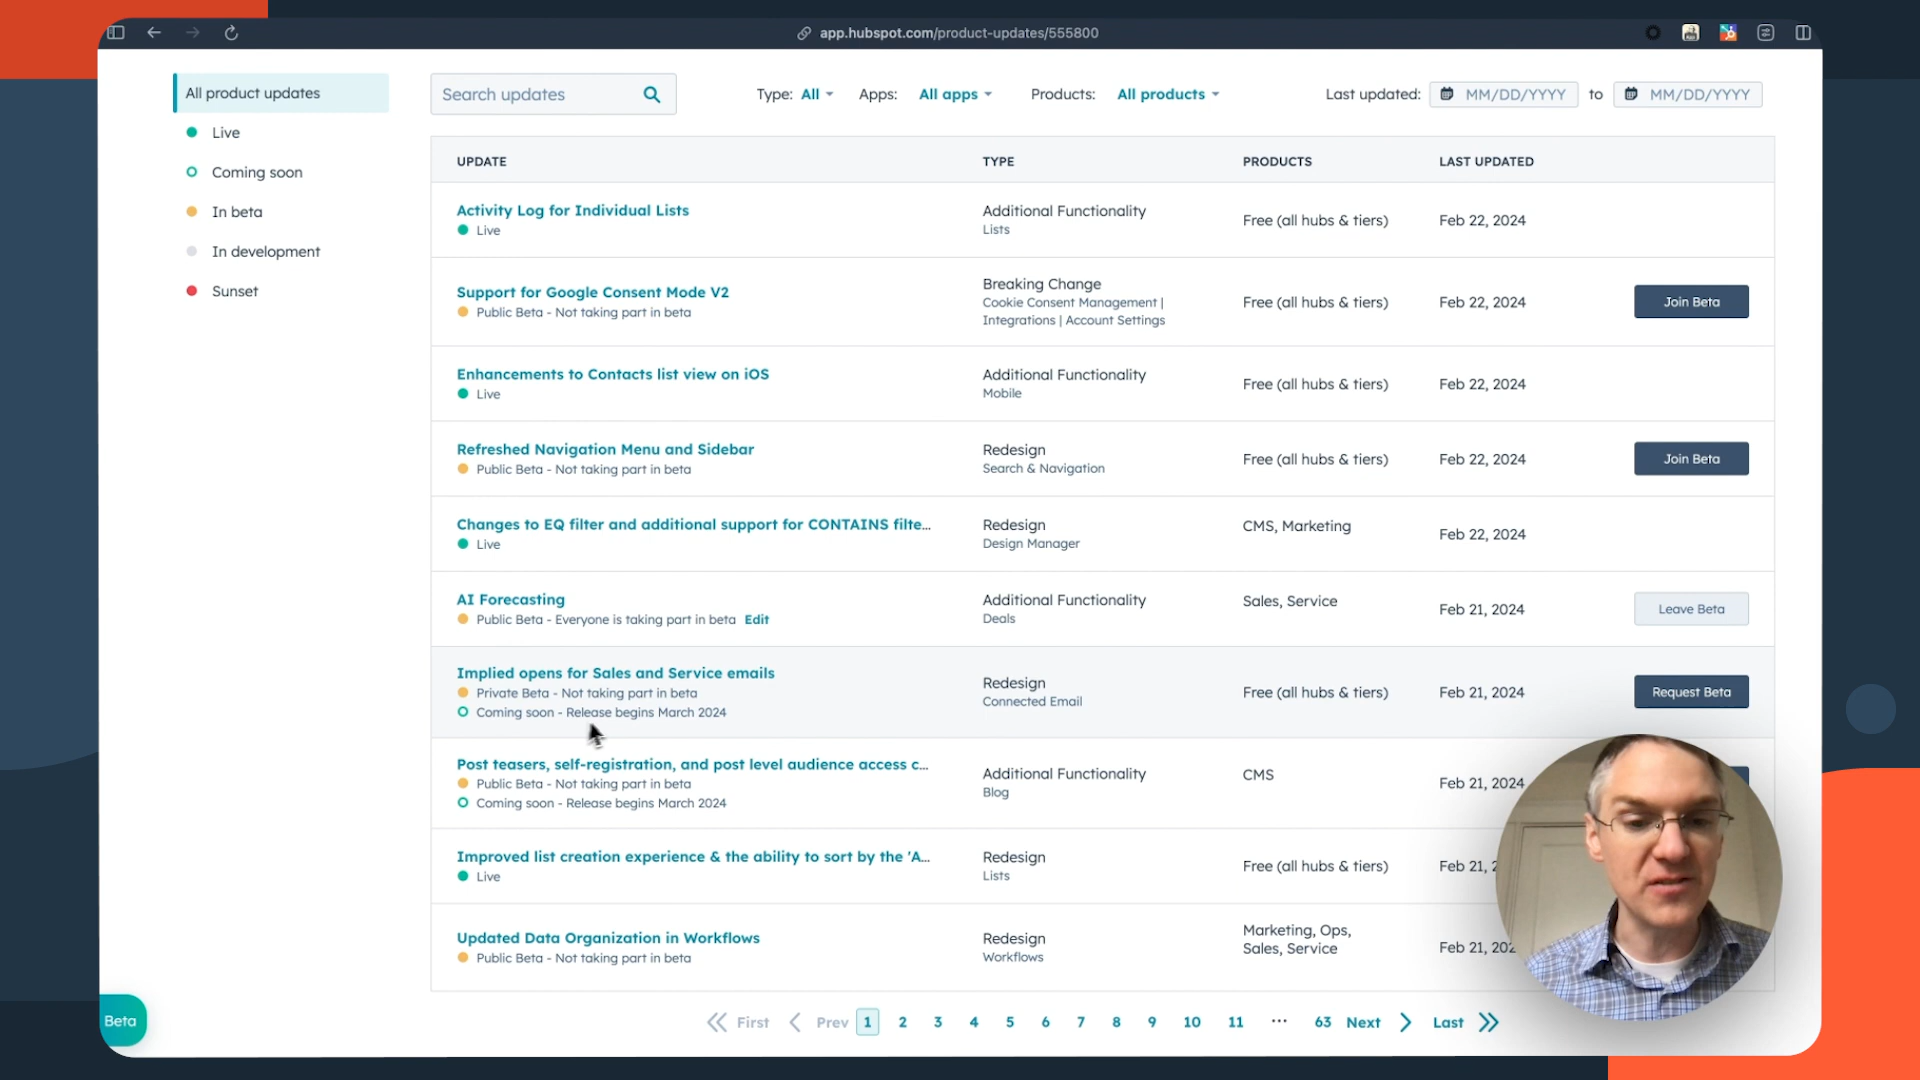 app.hubspot.com/product-updates/555800
All product updates
Live
Coming soon
In beta
In development
Sunset
Search updates
Type: All
Apps: All apps
Products: All products
Last updated: MM/DD/YYYY to MM/DD/YYYY
UPDATE TYPE PRODUCTS LAST UPDATED
Activity Log for Individual Lists
Live
Additional Functionality
Lists
Free (all hubs & tiers)
Feb 22, 2024
Support for Google Consent Mode V2
Public Beta - Not taking part in beta
Breaking Change
Cookie Consent Management |
Integrations | Account Settings
Free (all hubs & tiers)
Feb 22, 2024
Join Beta
Enhancements to Contacts list view on iOS
Live
Additional Functionality
Mobile
Free (all hubs & tiers)
Feb 22, 2024
Refreshed Navigation Menu and Sidebar
Public Beta - Not taking part in beta
Redesign
Search & Navigation
Free (all hubs & tiers)
Feb 22, 2024
Join Beta
Changes to EQ filter and additional support for CONTAINS filte...
Live
Redesign
Design Manager
CMS, Marketing
Feb 22, 2024
AI Forecasting
Public Beta - Everyone is taking part in beta Edit
Additional Functionality
Deals
Sales, Service
Feb 21, 2024
Leave Beta
Implied opens for Sales and Service emails
Private Beta - Not taking part in beta
Coming soon - Release begins March 2024
Redesign
Connected Email
Free (all hubs & tiers)
Feb 21, 2024
Request Beta
Post teasers, self-registration, and post level audience access c...
Public Beta - Not taking part in beta
Coming soon - Release begins March 2024
Additional Functionality
Blog
CMS
Feb 21, 2024
Improved list creation experience & the ability to sort by the 'A...
Live
Redesign
Lists
Free (all hubs & tiers)
Feb 21,
Updated Data Organization in Workflows
Public Beta - Not taking part in beta
Redesign
Workflows
Marketing, Ops,
Sales, Service
Feb 21, 202
Beta
First Prev 1 2 3 4 5 6 7 8 9 10 11 ... 63 Next Last